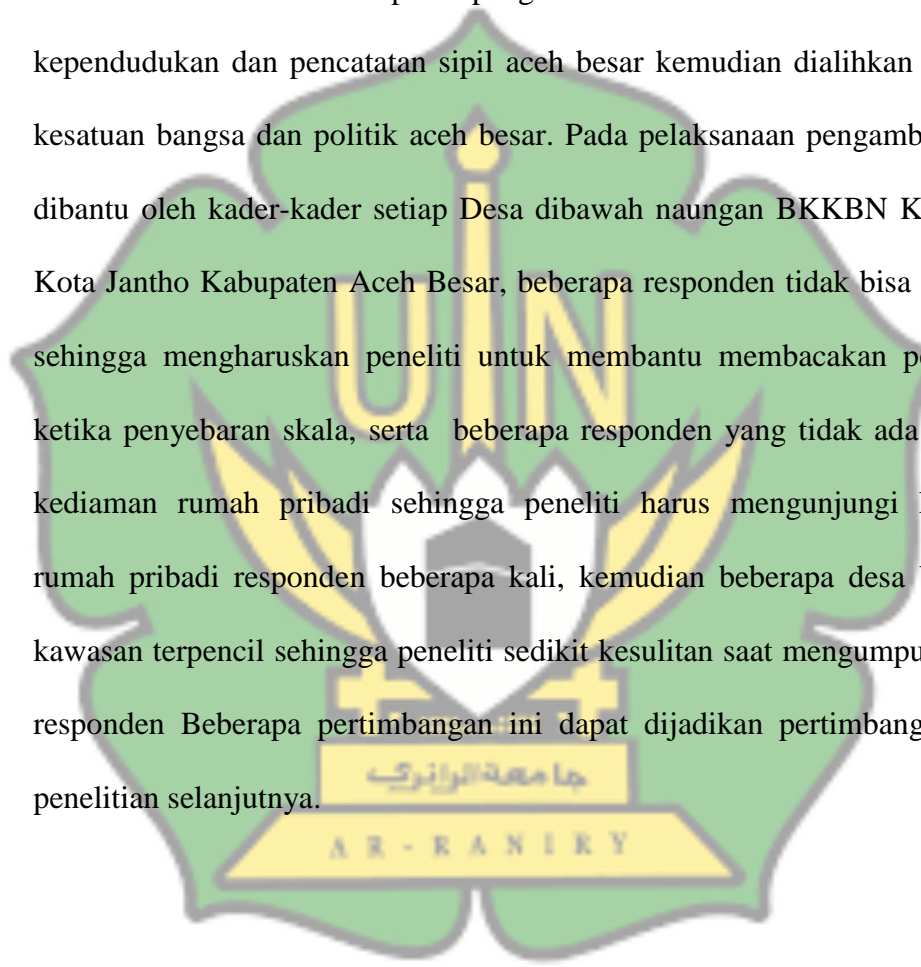 kependudukan dan pencatatan sipil aceh besar kemudian dialihkan
kesatuan bangsa dan politik aceh besar. Pada pelaksanaan pengamb
dibantu oleh kader-kader setiap Desa dibawah naungan BKKBN K
Kota Jantho Kabupaten Aceh Besar, beberapa responden tidak bisa
sehingga mengharuskan peneliti untuk membantu membacakan pe
ketika penyebaran skala, serta beberapa responden yang tidak ada
kediaman rumah pribadi sehingga peneliti harus mengunjungi
rumah pribadi responden beberapa kali, kemudian beberapa desa
kawasan terpencil sehingga peneliti sedikit kesulitan saat mengumpu
responden Beberapa pertimbangan ini dapat dijadikan pertimbang
penelitian selanjutnya.
UIN
جامعة الرانري
AR-RANIRY